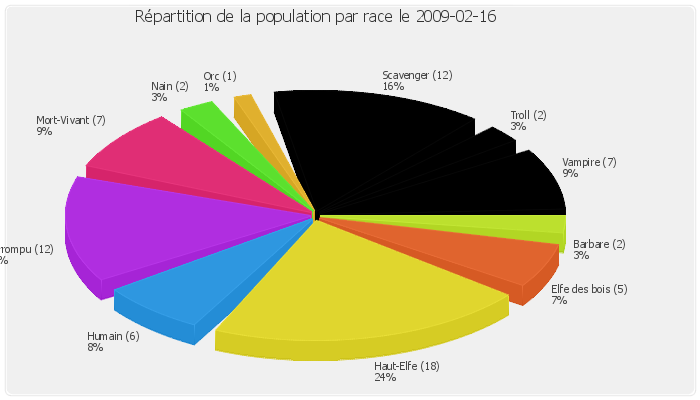 Répartition de la population par race le 2009-02-16
Scavenger (12)
16%
Troll (2)
3%
Vampire (7)
9%
Barbare (2)
3%
Elfe des bois (5)
7%
Haut-Elfe (18)
24%
Humain (6)
8%
(12)
%
Mort-Vivant (7)
9%
Nain (2)
3%
Orc (1)
1%